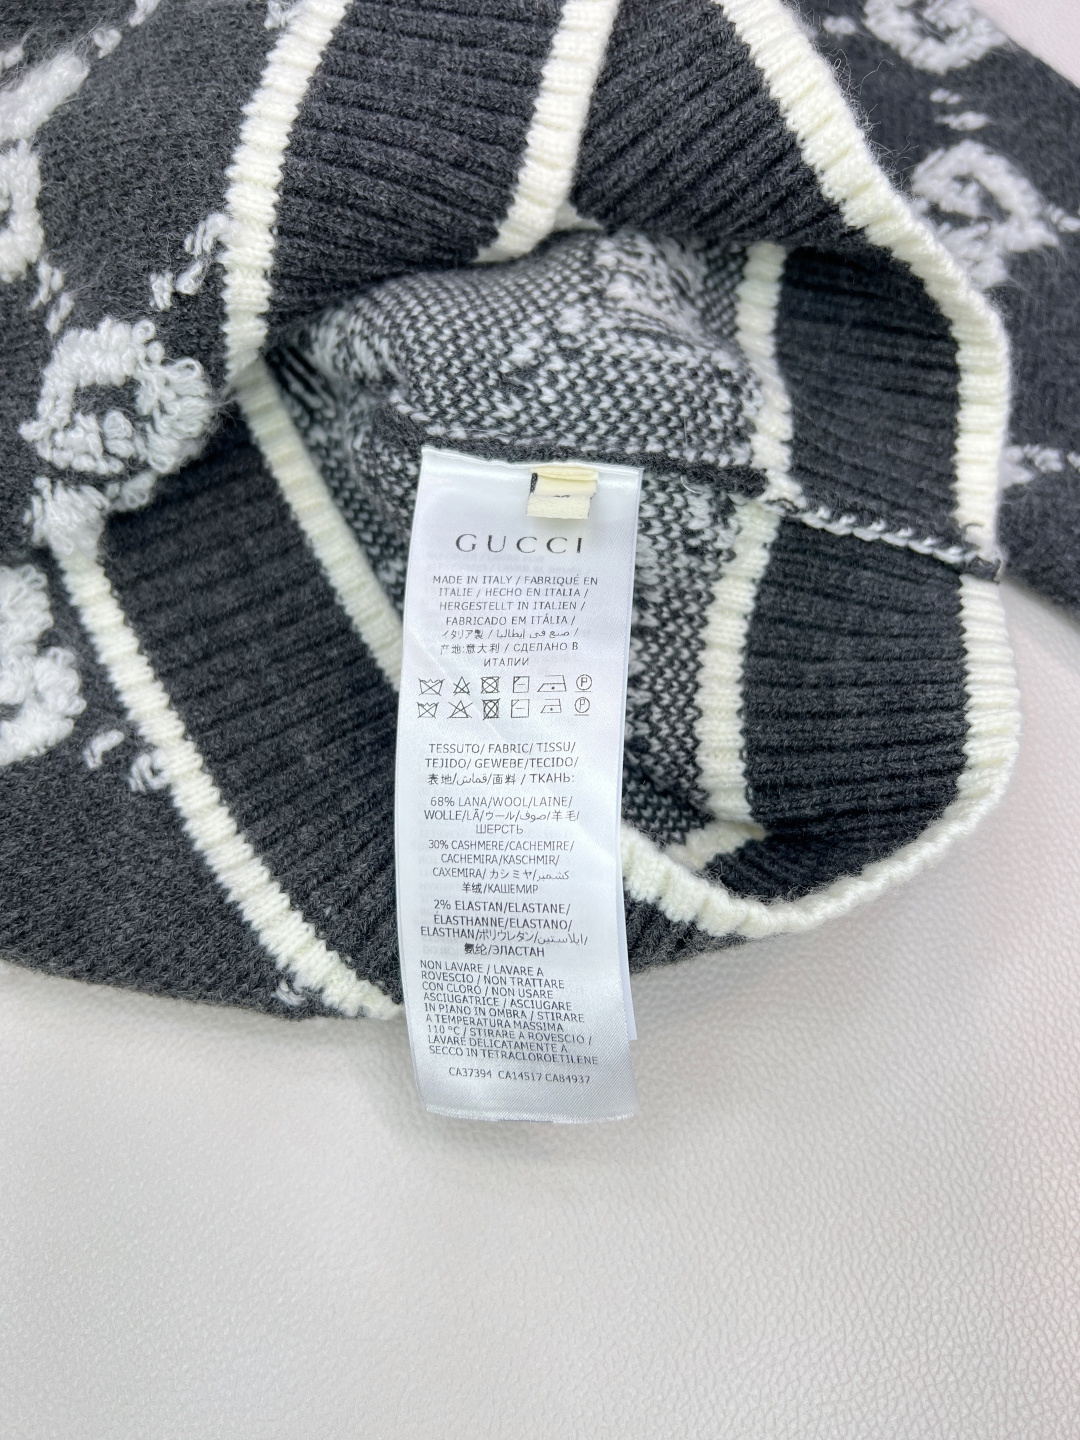 GUCCI
MADE IN ITALY / FABRIQUÉ EN
ITALIE / HECHO EN ITALIA /
HERGESTELLT IN ITALIEN /
FABRICADO EM ITÁLIA /
イタリア製 / صنع في إيطاليا /
产地:意大利 / СДЕЛАНО В
ИТАЛИИ
TESSUTO/ FABRIC/ TISSU/
TEJIDO/ GEWEBE/TECIDO/
表地/قماش/面料 / ТКАНЬ:
68% LANA/WOOL/LAINE/
WOLLE/LÃ/ウール/صوف/羊毛/
ШЕРСТЬ
30% CASHMERE/CACHEMIRE/
CACHEMIRA/KASCHMIR/
CAXEMIRA/ カシミヤ/كشمير/
羊绒/КАШЕМИР
2% ELASTAN/ELASTANE/
ÉLASTHANNE/ELASTANO/
ELASTHAN/ポリウレタン/إيلاستين/
氨纶/ЭЛАСТАН
NON LAVARE / LAVARE A
ROVESCIO / NON TRATTARE
CON CLORO / NON USARE
ASCIUGATRICE / ASCIUGARE
IN PIANO IN OMBRA / STIRARE
A TEMPERATURA MASSIMA
110 °C / STIRARE A ROVESCIO /
LAVARE DELICATAMENTE A
SECCO IN TETRACLOROETILENE
CA37394 CA14517 CA84937